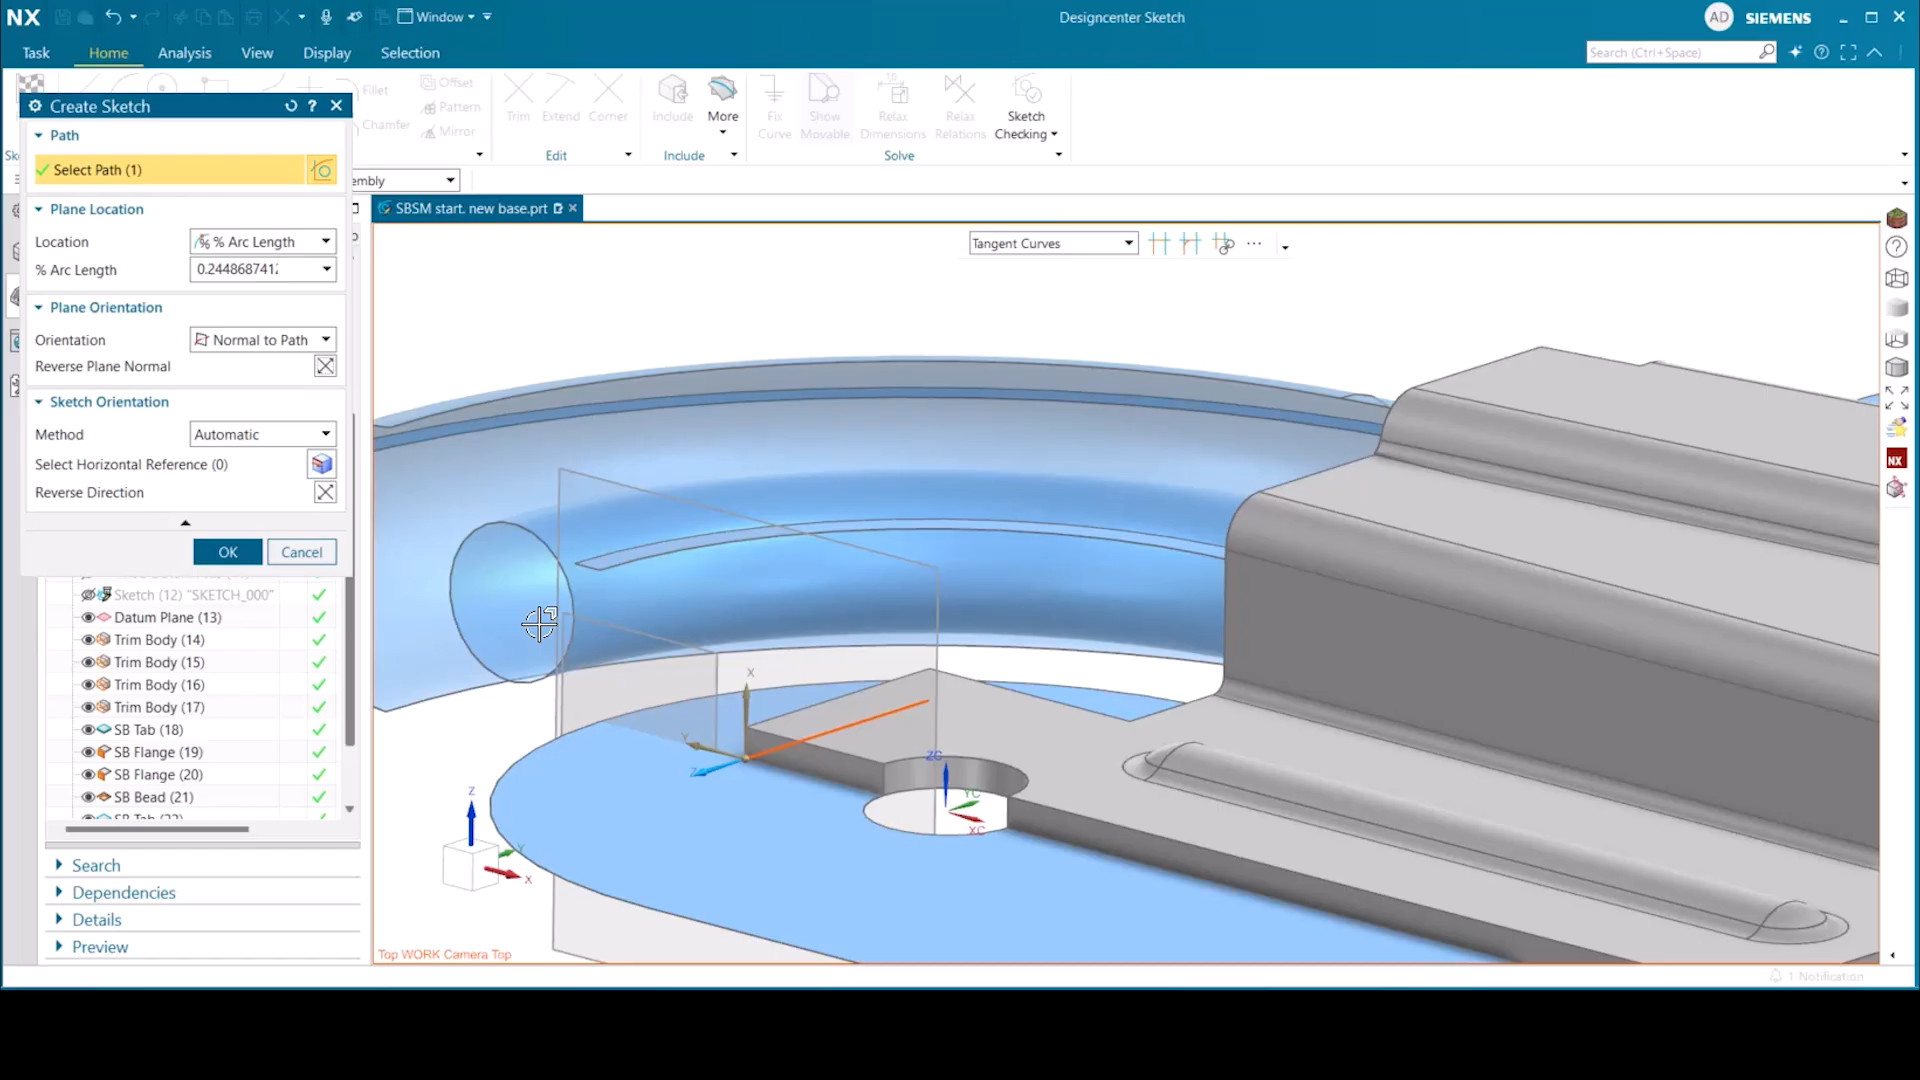 NX
Window
Designcenter Sketch
AD
SIEMENS
Task
Home
Analysis
View
Display
Selection
Search (Ctrl+Space)
Fillet
Chamfer
Offset
Pattern
Mirror
Trim
Extend
Corner
Edit
Include
More
Include
Fix
Curve
Show
Movable
Relax
Dimensions
Relax
Relations
Sketch
Checking
Solve
Create Sketch
Path
Select Path (1)
Plane Location
Location
% Arc Length
% Arc Length
0.244868741
Plane Orientation
Orientation
Normal to Path
Reverse Plane Normal
Sketch Orientation
Method
Automatic
Select Horizontal Reference (0)
Reverse Direction
OK
Cancel
SBSM start. new base.prt
Tangent Curves
Sketch (12) "SKETCH_000"
Datum Plane (13)
Trim Body (14)
Trim Body (15)
Trim Body (16)
Trim Body (17)
SB Tab (18)
SB Flange (19)
SB Flange (20)
SB Bead (21)
Search
Dependencies
Details
Preview
X
Y
Z
ZC
YC
XC
Z
Y
X
Top WORK Camera Top
NX
1 Notification